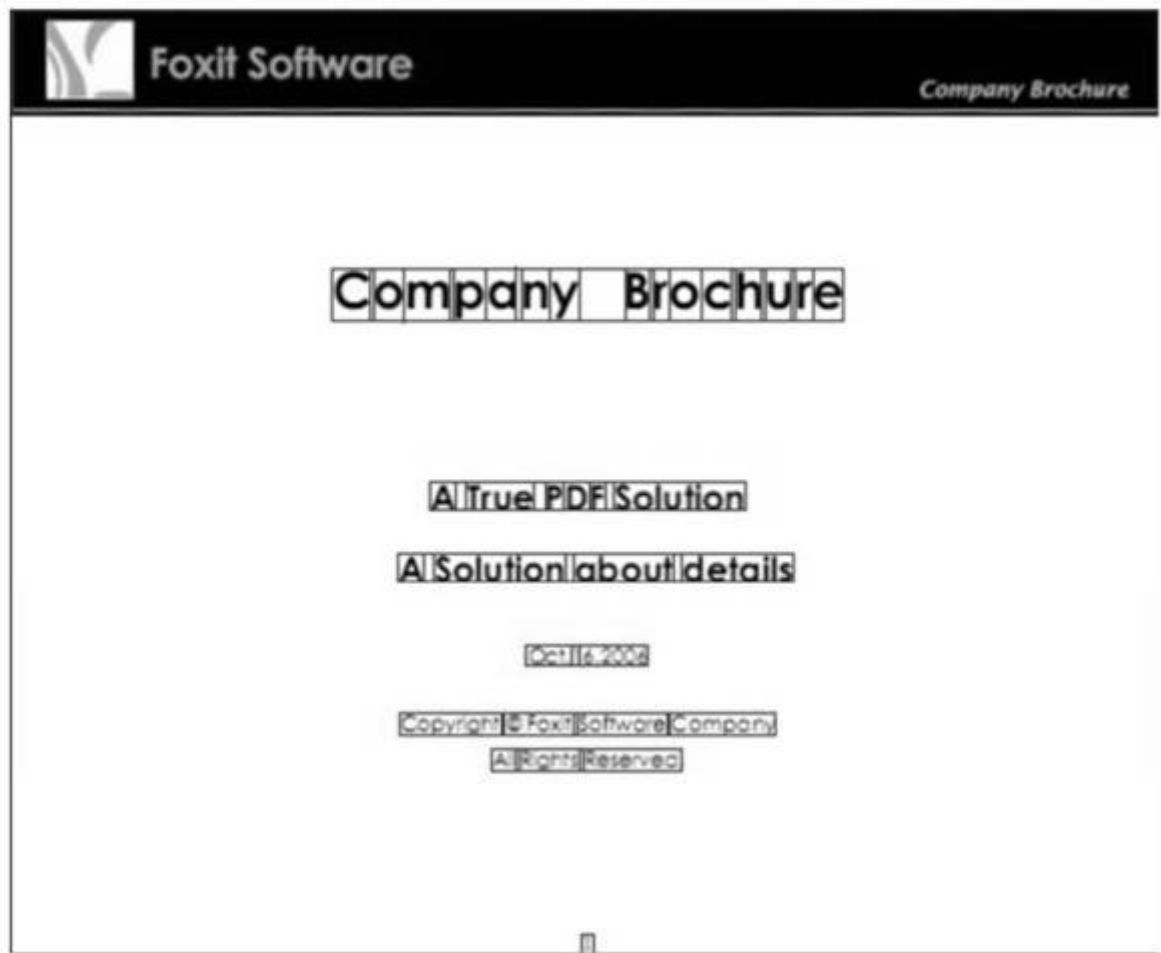 Foxit Software
Company Brochure
Company Brochure
A True PDF Solution
A Solution about details
Oct.16.2006
Copyright © Foxit Software Company
All Rights Reserved